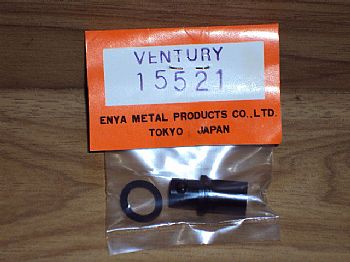 VENTURY
15521
ENYA METAL PRODUCTS CO.,LTD.
TOKYO JAPAN